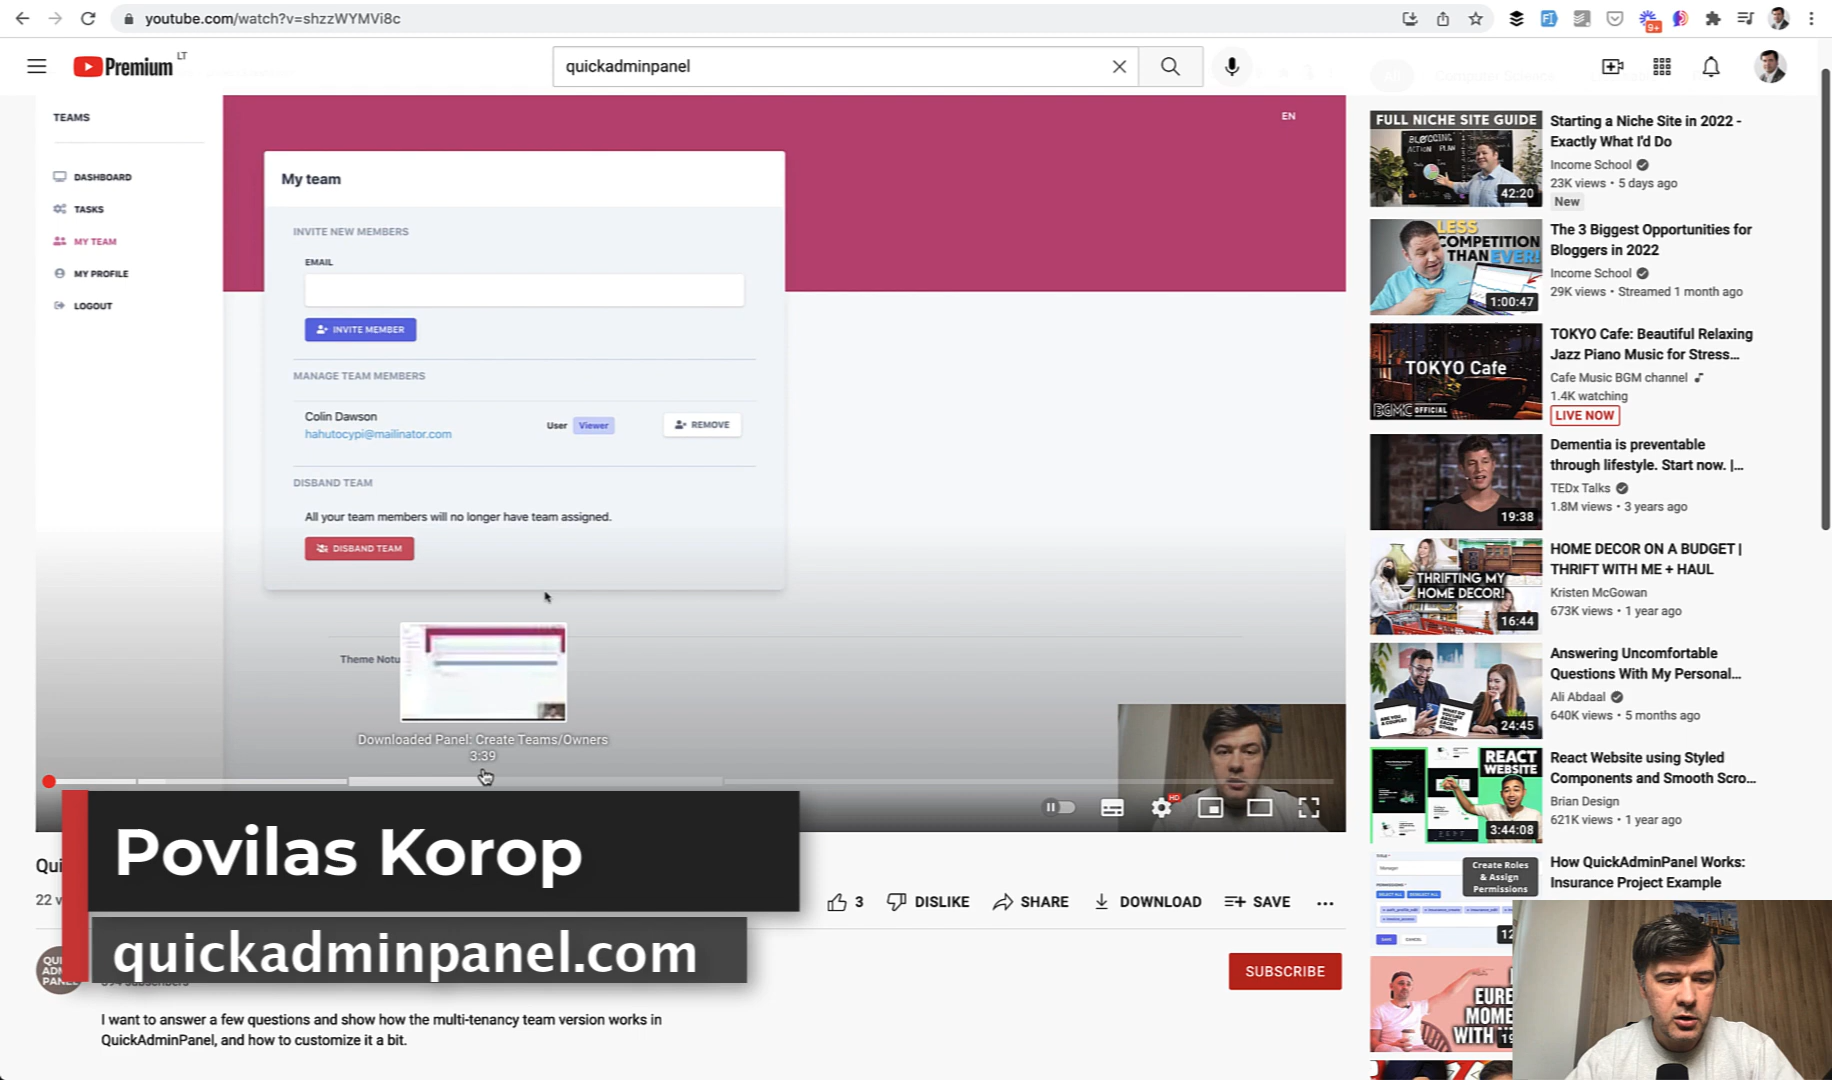 youtube.com/watch?v=shzzWYMVi8c
9+
Premium
LT
quickadminpanel
TEAMS
DASHBOARD
TASKS
MY TEAM
MY PROFILE
LOGOUT
EN
My team
INVITE NEW MEMBERS
EMAIL
INVITE MEMBER
MANAGE TEAM MEMBERS
Colin Dawson
hahutocypi@mailinator.com
User Viewer
REMOVE
DISBAND TEAM
All your team members will no longer have team assigned.
DISBAND TEAM
Theme
Downloaded Panel: Create Teams/Owners
3:39
HD
Povilas Korop
quickadminpanel.com
3
DISLIKE
SHARE
DOWNLOAD
SAVE
SUBSCRIBE
I want to answer a few questions and show how the multi-tenancy team version works in
QuickAdminPanel, and how to customize it a bit.
FULL NICHE SITE GUIDE
BLOGGING
ACTION PLAN
42:20
Starting a Niche Site in 2022 -
Exactly What I'd Do
Income School
23K views • 5 days ago
New
LESS
COMPETITION
THAN EVER!
1:00:47
The 3 Biggest Opportunities for
Bloggers in 2022
Income School
29K views • Streamed 1 month ago
TOKYO Cafe
BGMC OFFICIAL
TOKYO Cafe: Beautiful Relaxing
Jazz Piano Music for Stress...
Cafe Music BGM channel
1.4K watching
LIVE NOW
19:38
Dementia is preventable
through lifestyle. Start now. |...
TEDx Talks
1.8M views • 3 years ago
THRIFTING MY
HOME DECOR!
16:44
HOME DECOR ON A BUDGET |
THRIFT WITH ME + HAUL
Kristen McGowan
673K views • 1 year ago
24:45
Answering Uncomfortable
Questions With My Personal...
Ali Abdaal
640K views • 5 months ago
REACT
WEBSITE
3:44:08
React Website using Styled
Components and Smooth Scro...
Brian Design
621K views • 1 year ago
Create Roles
& Assign
Permissions
How QuickAdminPanel Works:
Insurance Project Example